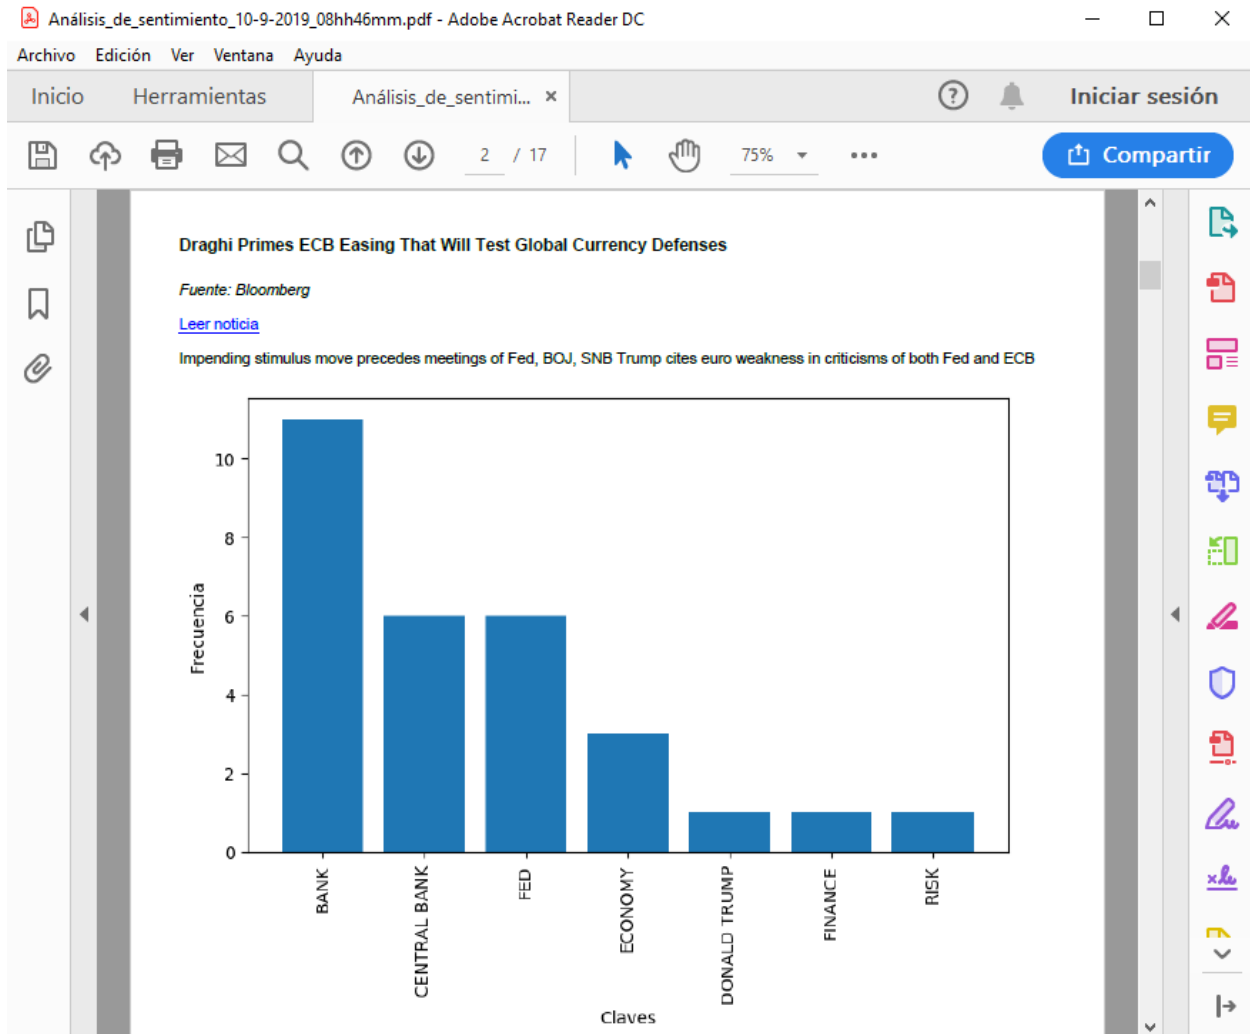 Análisis_de_sentimiento_10-9-2019_08hh46mm.pdf - Adobe Acrobat Reader DC
Archivo Edición Ver Ventana Ayuda
Inicio Herramientas Análisis_de_sentimi... × Iniciar sesión
2 / 17 75% Compartir
Draghi Primes ECB Easing That Will Test Global Currency Defenses
Fuente: Bloomberg
Leer noticia
Impending stimulus move precedes meetings of Fed, BOJ, SNB Trump cites euro weakness in criticisms of both Fed and ECB
Frecuencia
10
8
6
4
2
0
BANK
CENTRAL BANK
FED
ECONOMY
DONALD TRUMP
FINANCE
RISK
Claves